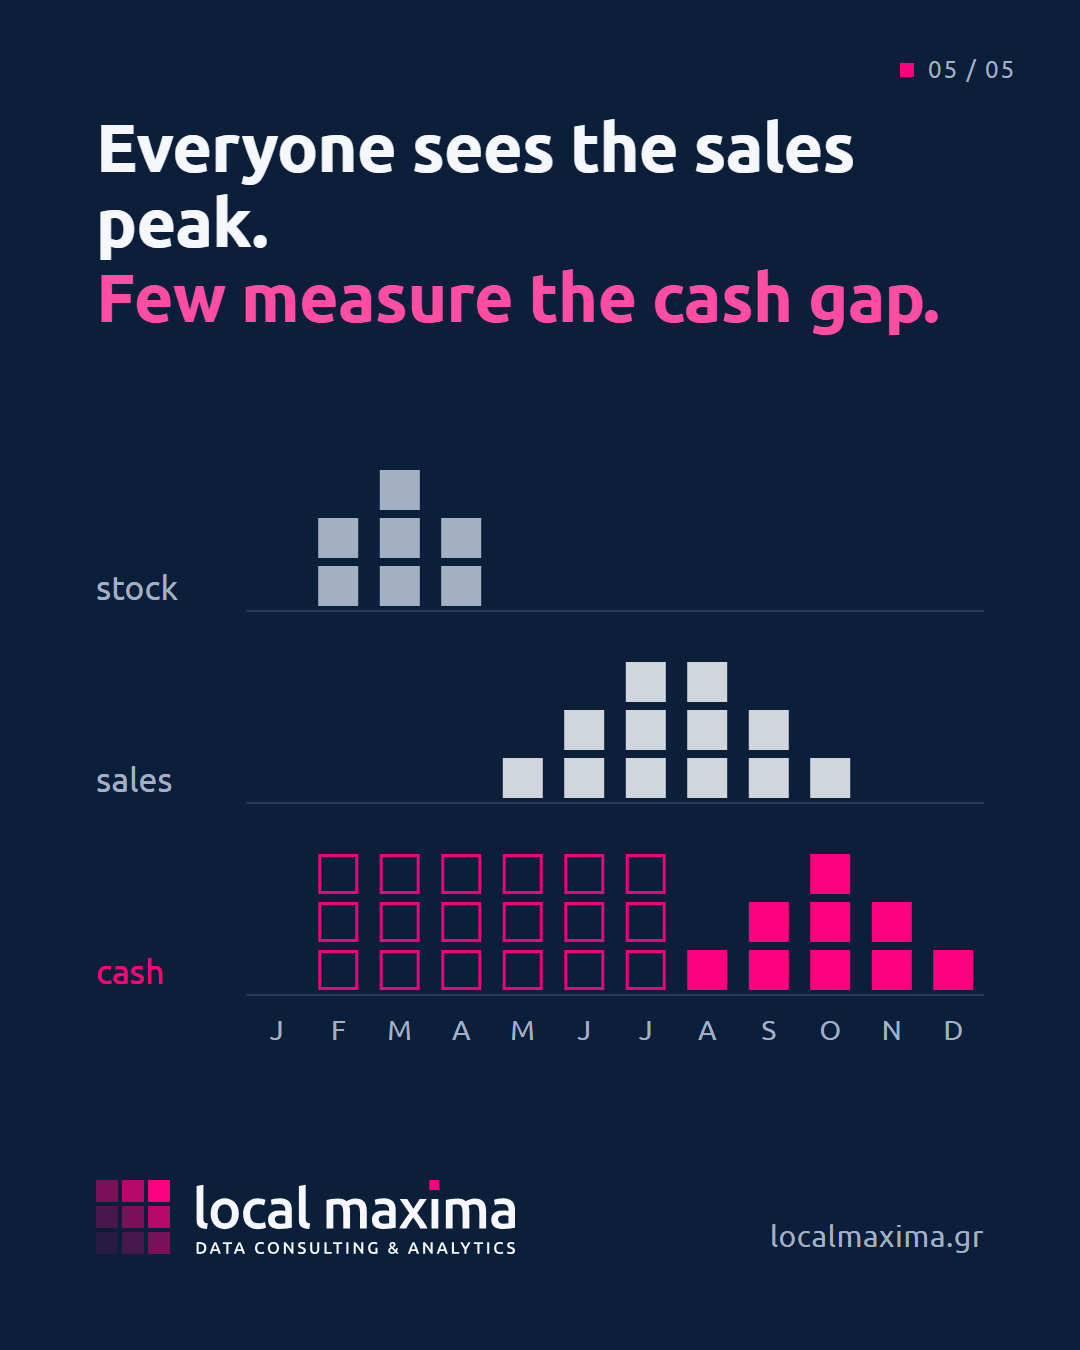 05 / 05
Everyone sees the sales
peak.
Few measure the cash gap.
stock
sales
cash
J F M A M J J A S O N D
local maxima
DATA CONSULTING & ANALYTICS
localmaxima.gr